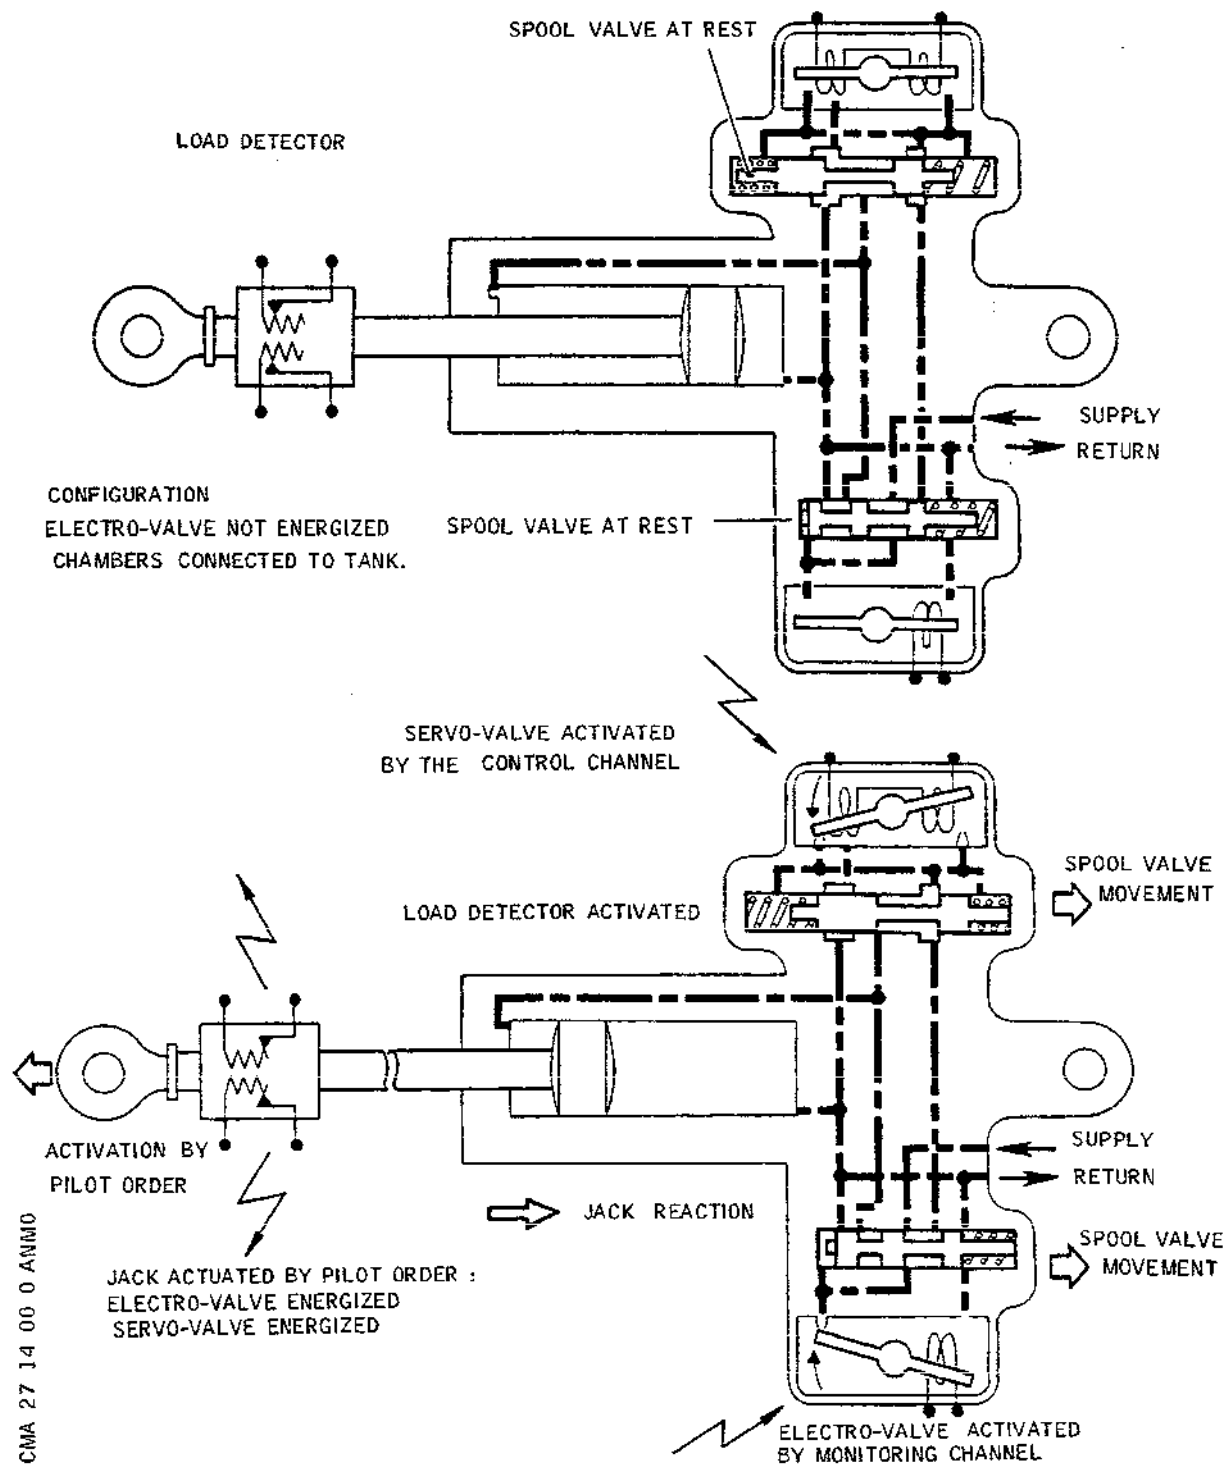 SPOOL VALVE AT REST
LOAD DETECTOR
SUPPLY
RETURN
CONFIGURATION
ELECTRO-VALVE NOT ENERGIZED
CHAMBERS CONNECTED TO TANK.
SPOOL VALVE AT REST
SERVO-VALVE ACTIVATED
BY THE CONTROL CHANNEL
SPOOL VALVE
MOVEMENT
LOAD DETECTOR ACTIVATED
ACTIVATION BY
PILOT ORDER
SUPPLY
RETURN
JACK REACTION
SPOOL VALVE
MOVEMENT
JACK ACTUATED BY PILOT ORDER :
ELECTRO-VALVE ENERGIZED
SERVO-VALVE ENERGIZED
ELECTRO-VALVE ACTIVATED
BY MONITORING CHANNEL
CMA 27 14 00 0 ANM0